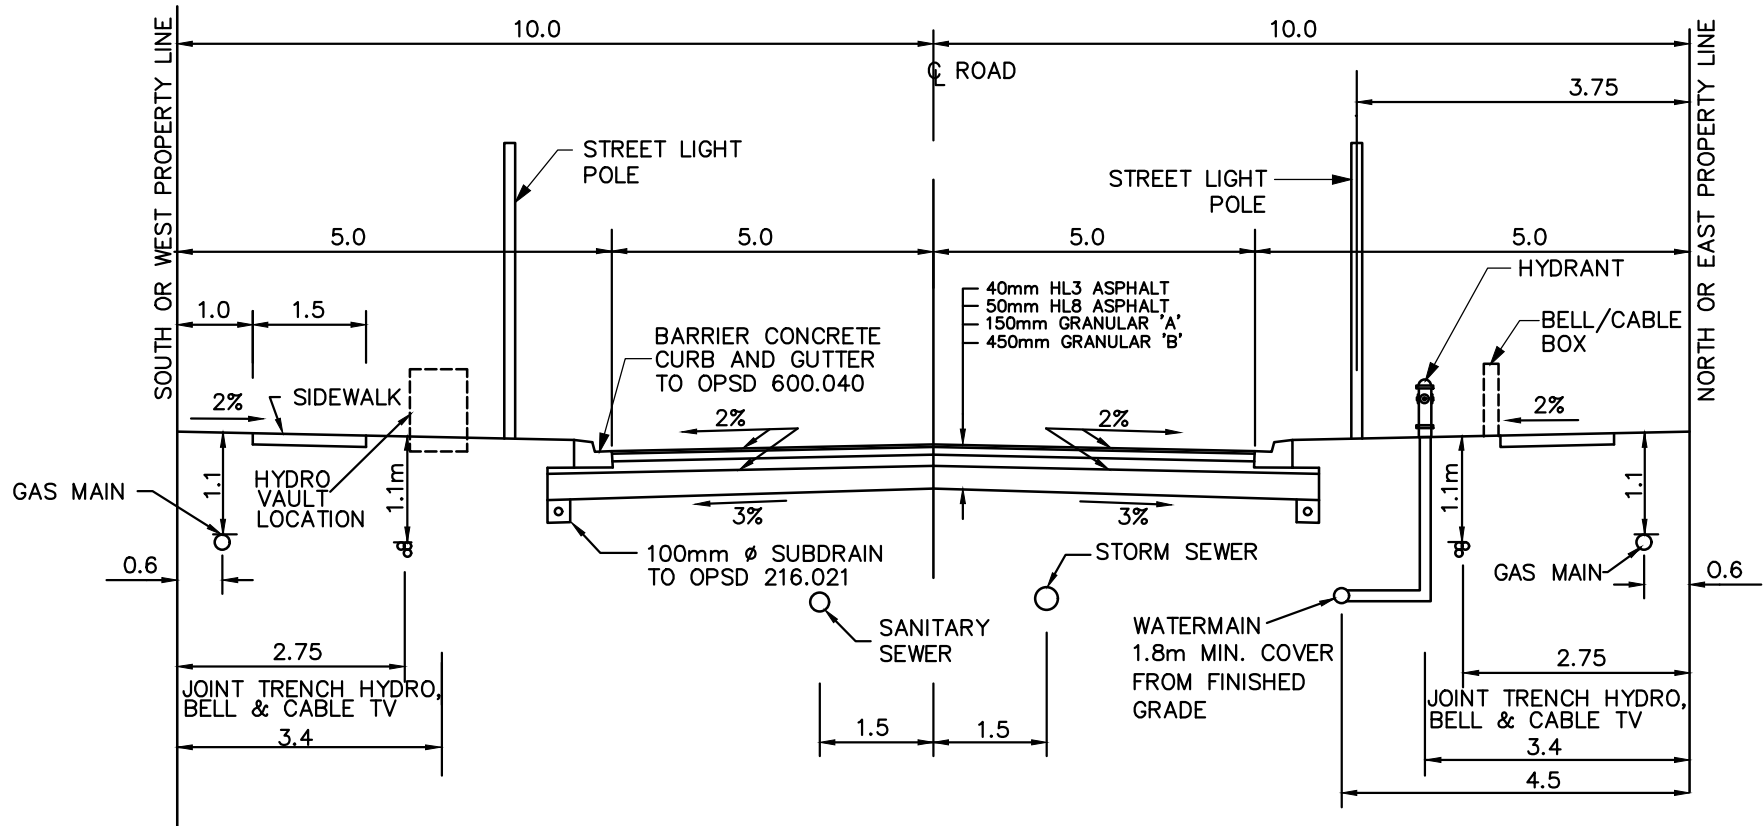 10.0
10.0
SOUTH OR WEST PROPERTY LINE
NORTH OR EAST PROPERTY LINE
℄ ROAD
3.75
STREET LIGHT
POLE
STREET LIGHT
POLE
5.0
5.0
5.0
5.0
HYDRANT
40mm HL3 ASPHALT
50mm HL8 ASPHALT
150mm GRANULAR 'A'
450mm GRANULAR 'B'
1.0
1.5
BARRIER CONCRETE
CURB AND GUTTER
TO OPSD 600.040
BELL/CABLE
BOX
SIDEWALK
2%
2%
2%
2%
1.1
HYDRO
VAULT
LOCATION
1.1m
1.1m
1.1
GAS MAIN
3%
3%
100mm ø SUBDRAIN
TO OPSD 216.021
STORM SEWER
GAS MAIN
0.6
0.6
SANITARY
SEWER
WATERMAIN
1.8m MIN. COVER
FROM FINISHED
GRADE
2.75
2.75
JOINT TRENCH HYDRO,
BELL & CABLE TV
JOINT TRENCH HYDRO,
BELL & CABLE TV
3.4
1.5
1.5
3.4
4.5